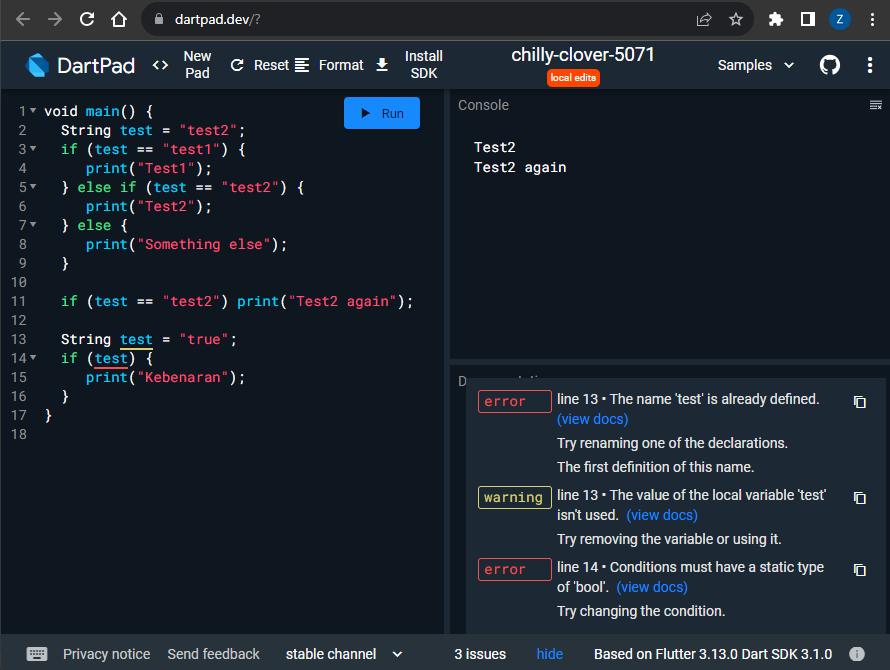 dartpad.dev/?
Z
DartPad
<> New Pad
Reset
Format
Install SDK
chilly-clover-5071
local edits
Samples
1 void main() {
2   String test = "test2";
3   if (test == "test1") {
4      print("Test1");
5   } else if (test == "test2") {
6      print("Test2");
7   } else {
8      print("Something else");
9   }
10
11   if (test == "test2") print("Test2 again");
12
13   String test = "true";
14   if (test) {
15      print("Kebenaran");
16   }
17 }
18
Run
Console
Test2
Test2 again
error line 13 • The name 'test' is already defined.
(view docs)
Try renaming one of the declarations.
The first definition of this name.
warning line 13 • The value of the local variable 'test'
isn't used. (view docs)
Try removing the variable or using it.
error line 14 • Conditions must have a static type
of 'bool'. (view docs)
Try changing the condition.
Privacy notice Send feedback stable channel 3 issues hide Based on Flutter 3.13.0 Dart SDK 3.1.0